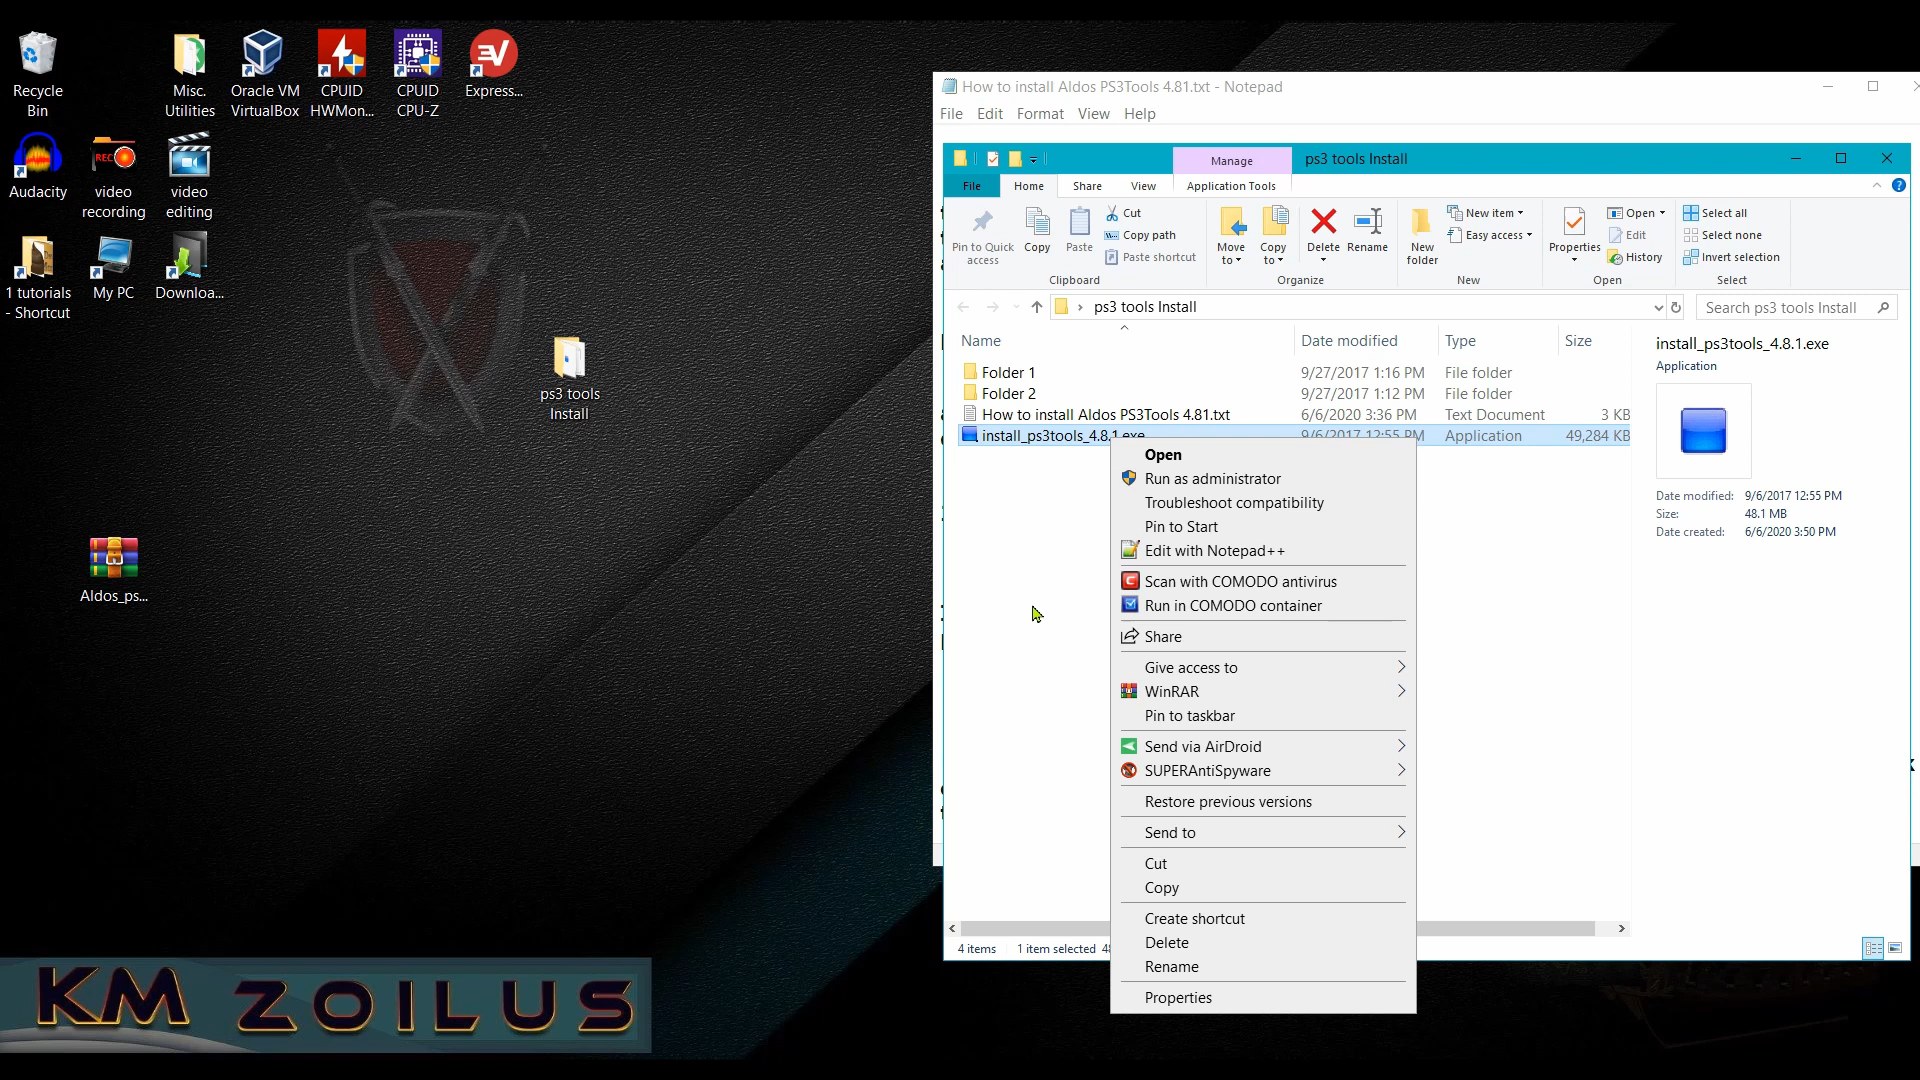 Recycle
Bin
Misc.
Utilities
Oracle VM
VirtualBox
CPUID
HWMon...
CPUID
CPU-Z
Express...
Audacity
video
recording
REC
video
editing
1 tutorials
- Shortcut
My PC
Downloa...
ps3 tools
Install
Aldos_ps...
KM ZOILUS
How to install Aldos PS3Tools 4.81.txt - Notepad
File Edit Format View Help
Manage
ps3 tools Install
File Home Share View Application Tools
Pin to Quick
access
Copy
Paste
Cut
Copy path
Paste shortcut
Clipboard
Move
to
Copy
to
Delete
Rename
Organize
New
folder
New item
Easy access
New
Properties
Open
Edit
History
Open
Select all
Select none
Invert selection
Select
ps3 tools Install
Search ps3 tools Install
Name Date modified Type Size
Folder 1 9/27/2017 1:16 PM File folder
Folder 2 9/27/2017 1:12 PM File folder
How to install Aldos PS3Tools 4.81.txt 6/6/2020 3:36 PM Text Document 3 KB
install_ps3tools_4.8.1.exe 9/6/2017 12:55 PM Application 49,284 KB
install_ps3tools_4.8.1.exe
Application
Date modified: 9/6/2017 12:55 PM
Size: 48.1 MB
Date created: 6/6/2020 3:50 PM
Open
Run as administrator
Troubleshoot compatibility
Pin to Start
Edit with Notepad++
Scan with COMODO antivirus
Run in COMODO container
Share
Give access to
WinRAR
Pin to taskbar
Send via AirDroid
SUPERAntiSpyware
Restore previous versions
Send to
Cut
Copy
Create shortcut
Delete
Rename
Properties
4 items 1 item selected